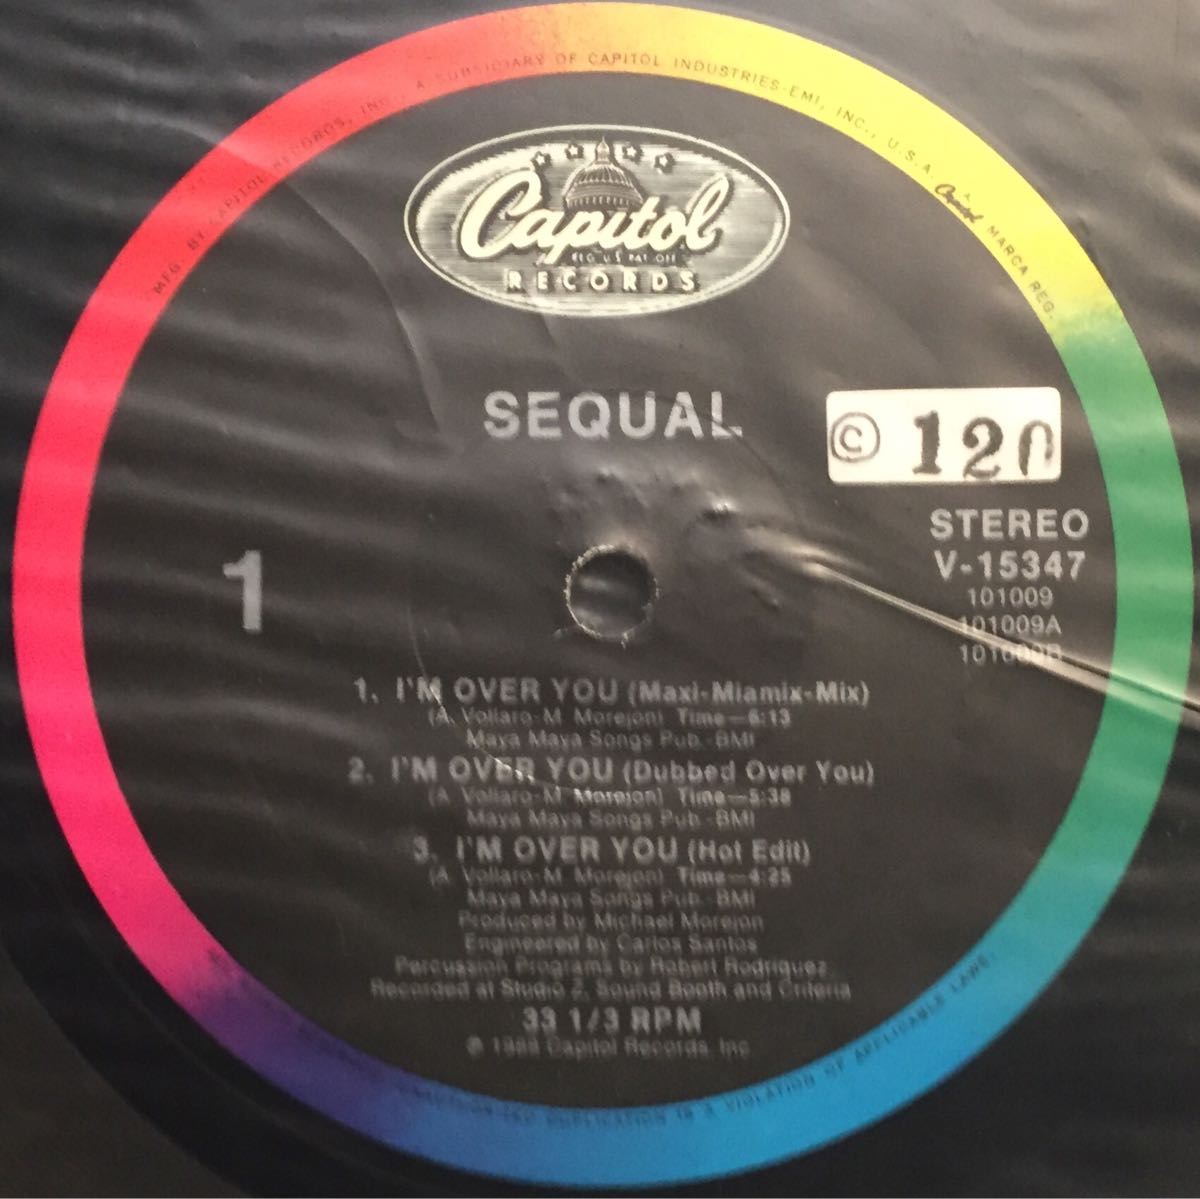 MFG. BY CAPITOL RECORDS, INC., A SUBSIDIARY OF CAPITOL INDUSTRIES-EMI, INC., U.S.A. Capitol MARCA REG.
Capitol
REG. U.S. PAT. OFF.
RECORDS
SEQUAL
© 120
STEREO
V-15347
101009
101009A
101009B
1
1. I'M OVER YOU (Maxi-Miamix-Mix)
(A. Vollaro-M. Morejon) Time—6:13
Maya Maya Songs Pub.-BMI
2. I'M OVER YOU (Dubbed Over You)
(A. Vollaro-M. Morejon) Time—5:38
Maya Maya Songs Pub.-BMI
3. I'M OVER YOU (Hot Edit)
(A. Vollaro-M. Morejon) Time—4:25
Maya Maya Songs Pub.-BMI
Produced by Michael Morejon
Engineered by Carlos Santos
Percussion Programs by Robert Rodriquez
Recorded at Studio Z, Sound Booth and Criteria
33 1/3 RPM
℗ 1988 Capitol Records, Inc.
DUPLICATION IS A VIOLATION OF APPLICABLE LAWS.